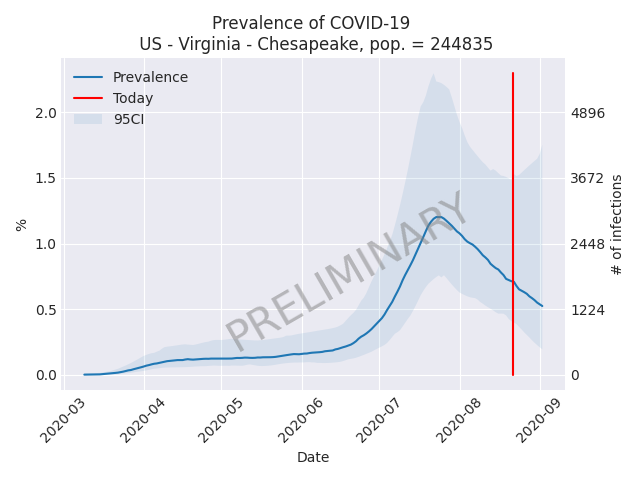 Prevalence of COVID-19
US - Virginia - Chesapeake, pop. = 244835
Prevalence
Today
95CI
PRELIMINARY
%
2.0
1.5
1.0
0.5
0.0
4896
3672
2448
1224
0
# of infections
2020-03
2020-04
2020-05
2020-06
2020-07
2020-08
2020-09
Date